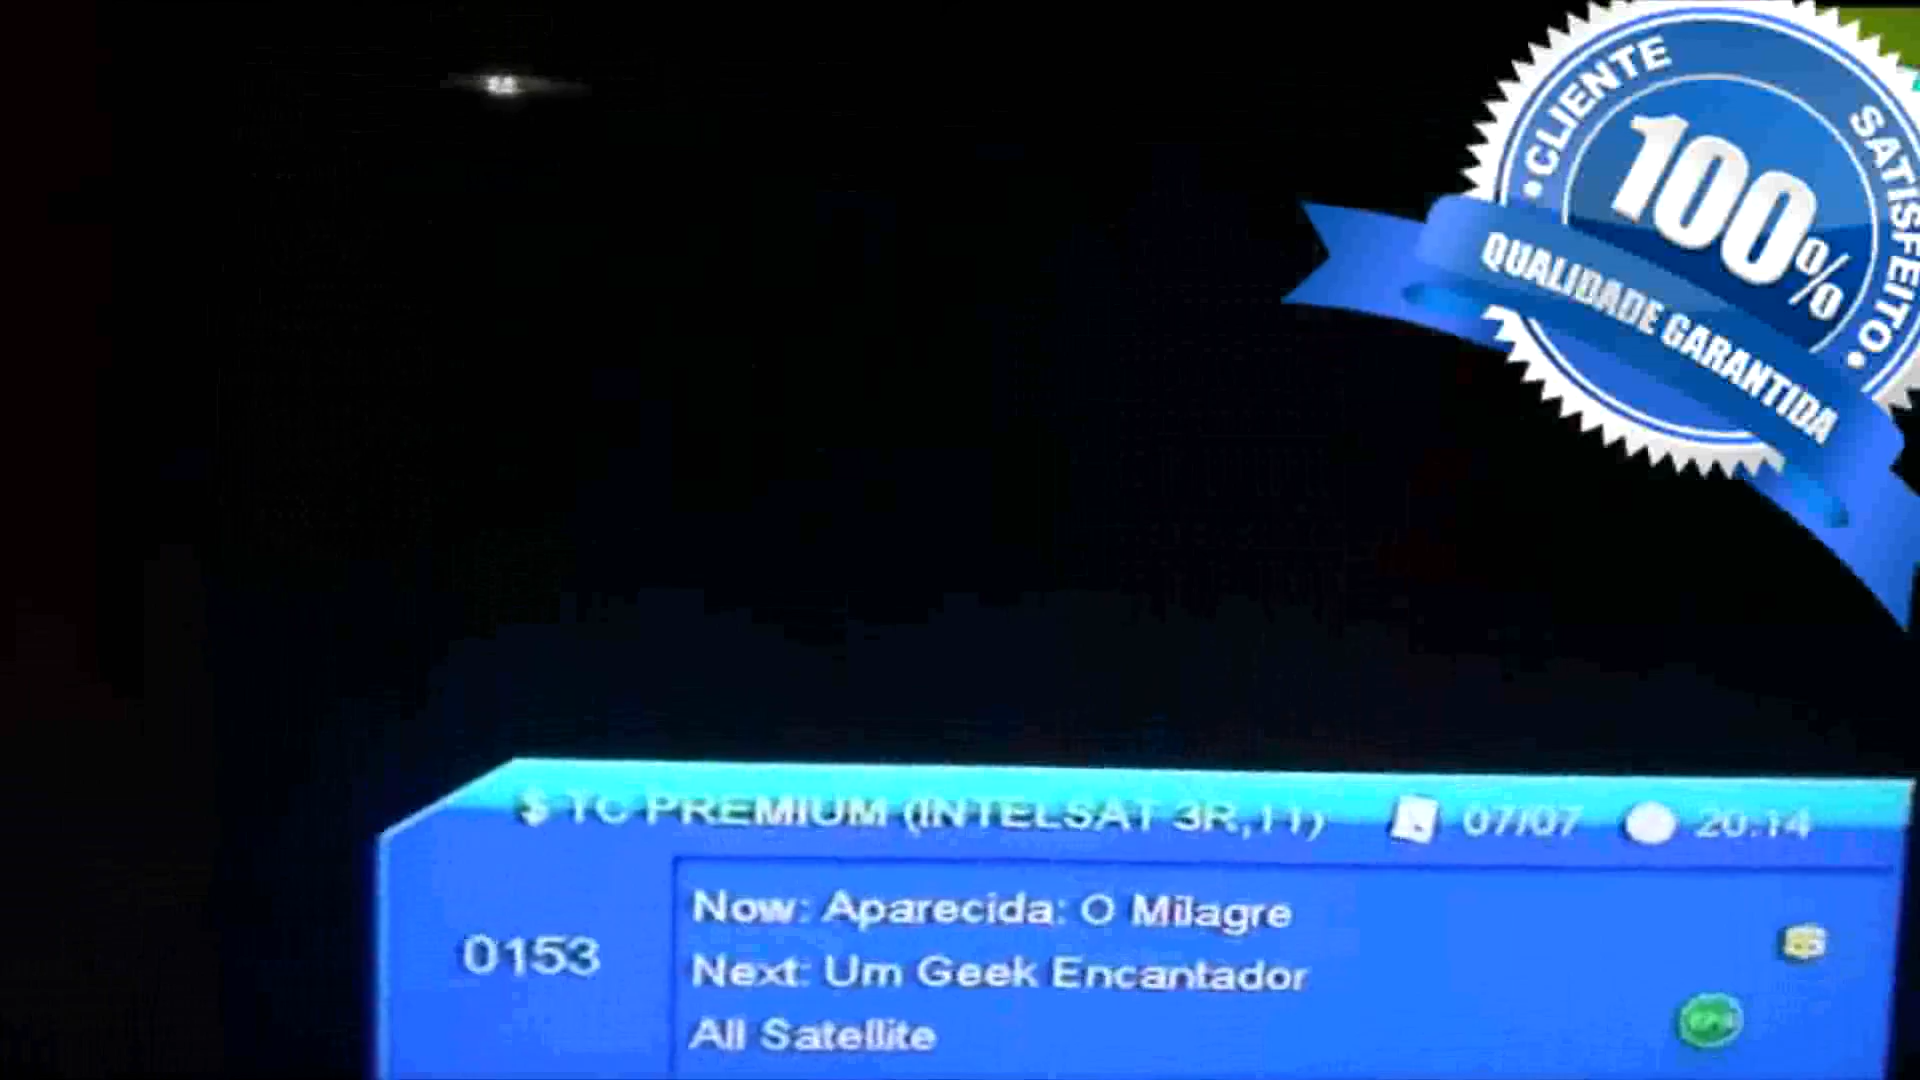 CLIENTE SATISFEITO
100%
QUALIDADE GARANTIDA
$ TC PREMIUM (INTELSAT 3R,11) 07/07 20:14
0153
Now: Aparecida: O Milagre
Next: Um Geek Encantador
All Satellite